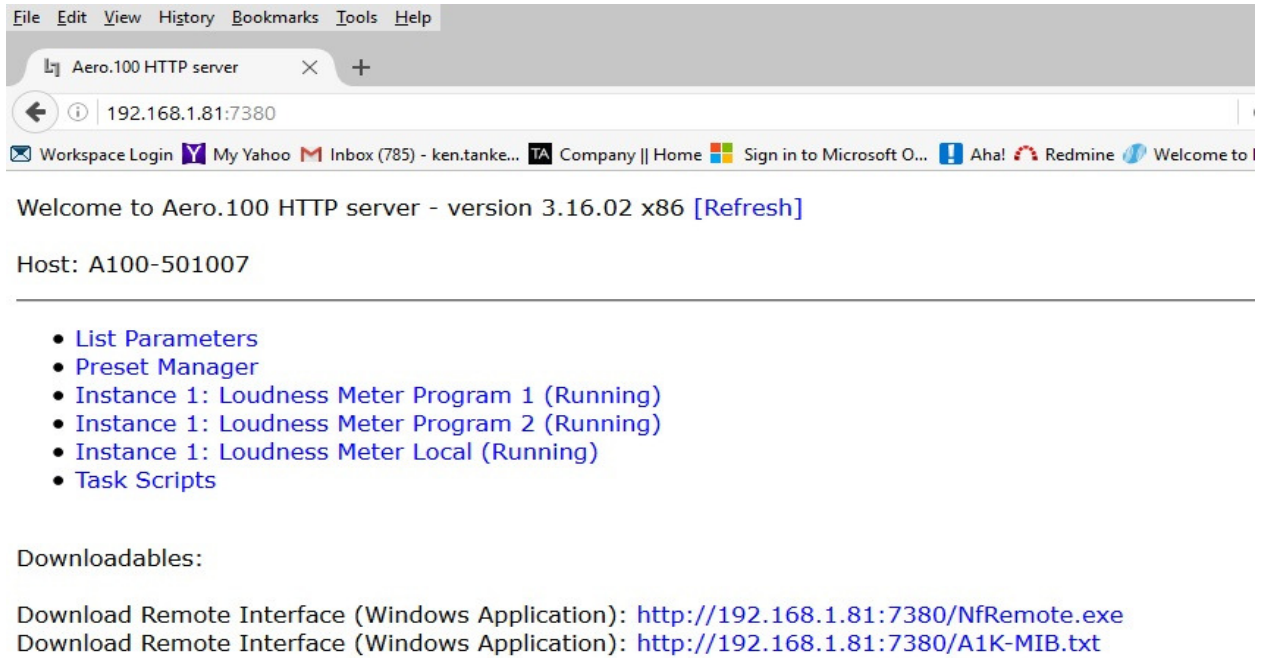 File Edit View History Bookmarks Tools Help
Aero.100 HTTP server
192.168.1.81:7380
Workspace Login My Yahoo Inbox (785) - ken.tanke... TA Company || Home Sign in to Microsoft O... Aha! Redmine Welcome to
Welcome to Aero.100 HTTP server - version 3.16.02 x86 [Refresh]
Host: A100-501007
• List Parameters
• Preset Manager
• Instance 1: Loudness Meter Program 1 (Running)
• Instance 1: Loudness Meter Program 2 (Running)
• Instance 1: Loudness Meter Local (Running)
• Task Scripts
Downloadables:
Download Remote Interface (Windows Application): http://192.168.1.81:7380/NfRemote.exe
Download Remote Interface (Windows Application): http://192.168.1.81:7380/A1K-MIB.txt